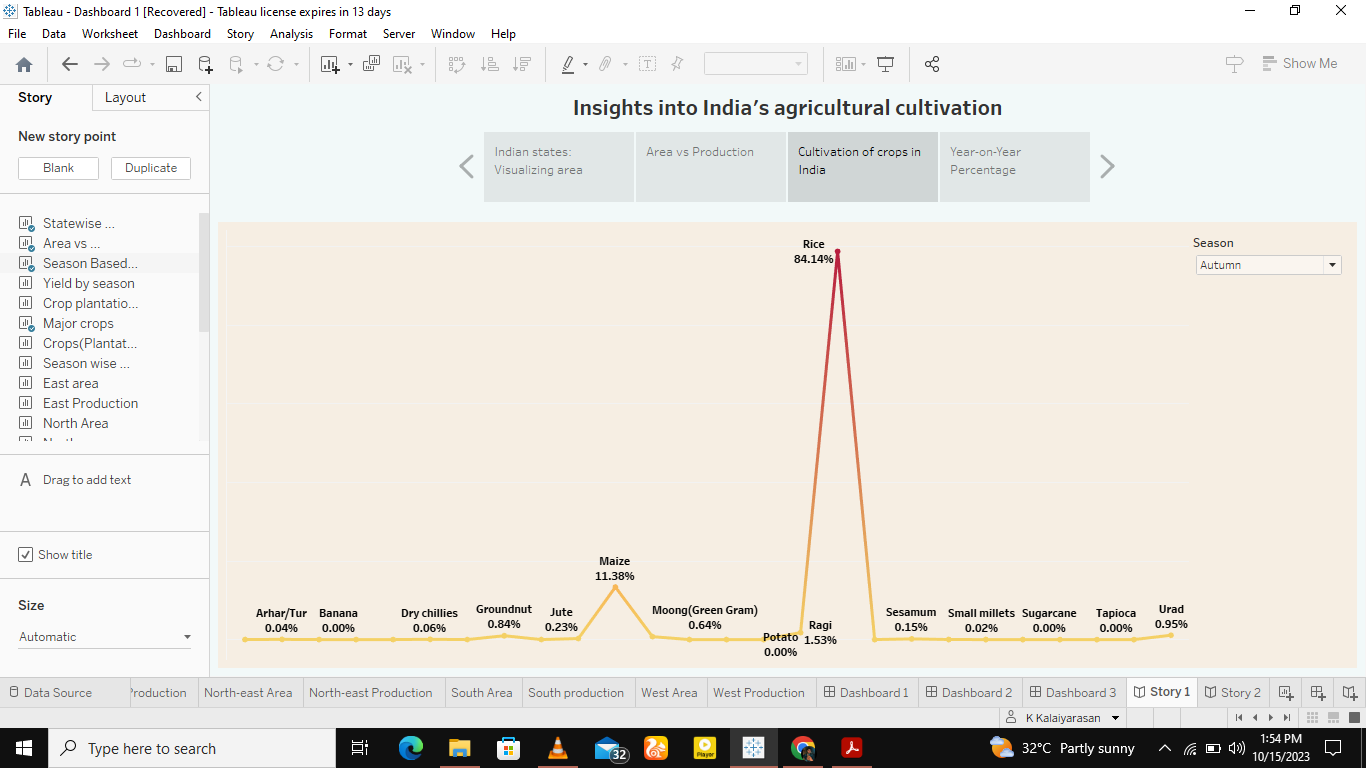 Tableau - Dashboard 1 [Recovered] - Tableau license expires in 13 days
File Data Worksheet Dashboard Story Analysis Format Server Window Help
Show Me
Story Layout
New story point
Blank Duplicate
Statewise ...
Area vs ...
Season Based...
Yield by season
Crop plantatio...
Major crops
Crops(Plantat...
Season wise ...
East area
East Production
North Area
A Drag to add text
Show title
Size
Automatic
Insights into India's agricultural cultivation
Indian states:
Visualizing area
Area vs Production
Cultivation of crops in
India
Year-on-Year
Percentage
Season
Autumn
Rice
84.14%
Maize
11.38%
Arhar/Tur
0.04%
Banana
0.00%
Dry chillies
0.06%
Groundnut
0.84%
Jute
0.23%
Moong(Green Gram)
0.64%
Potato
0.00%
Ragi
1.53%
Sesamum
0.15%
Small millets
0.02%
Sugarcane
0.00%
Tapioca
0.00%
Urad
0.95%
Data Source Production North-east Area North-east Production South Area South production West Area West Production Dashboard 1 Dashboard 2 Dashboard 3 Story 1 Story 2
K Kalaiyarasan
Type here to search
32
Player
32°C Partly sunny
1:54 PM
10/15/2023